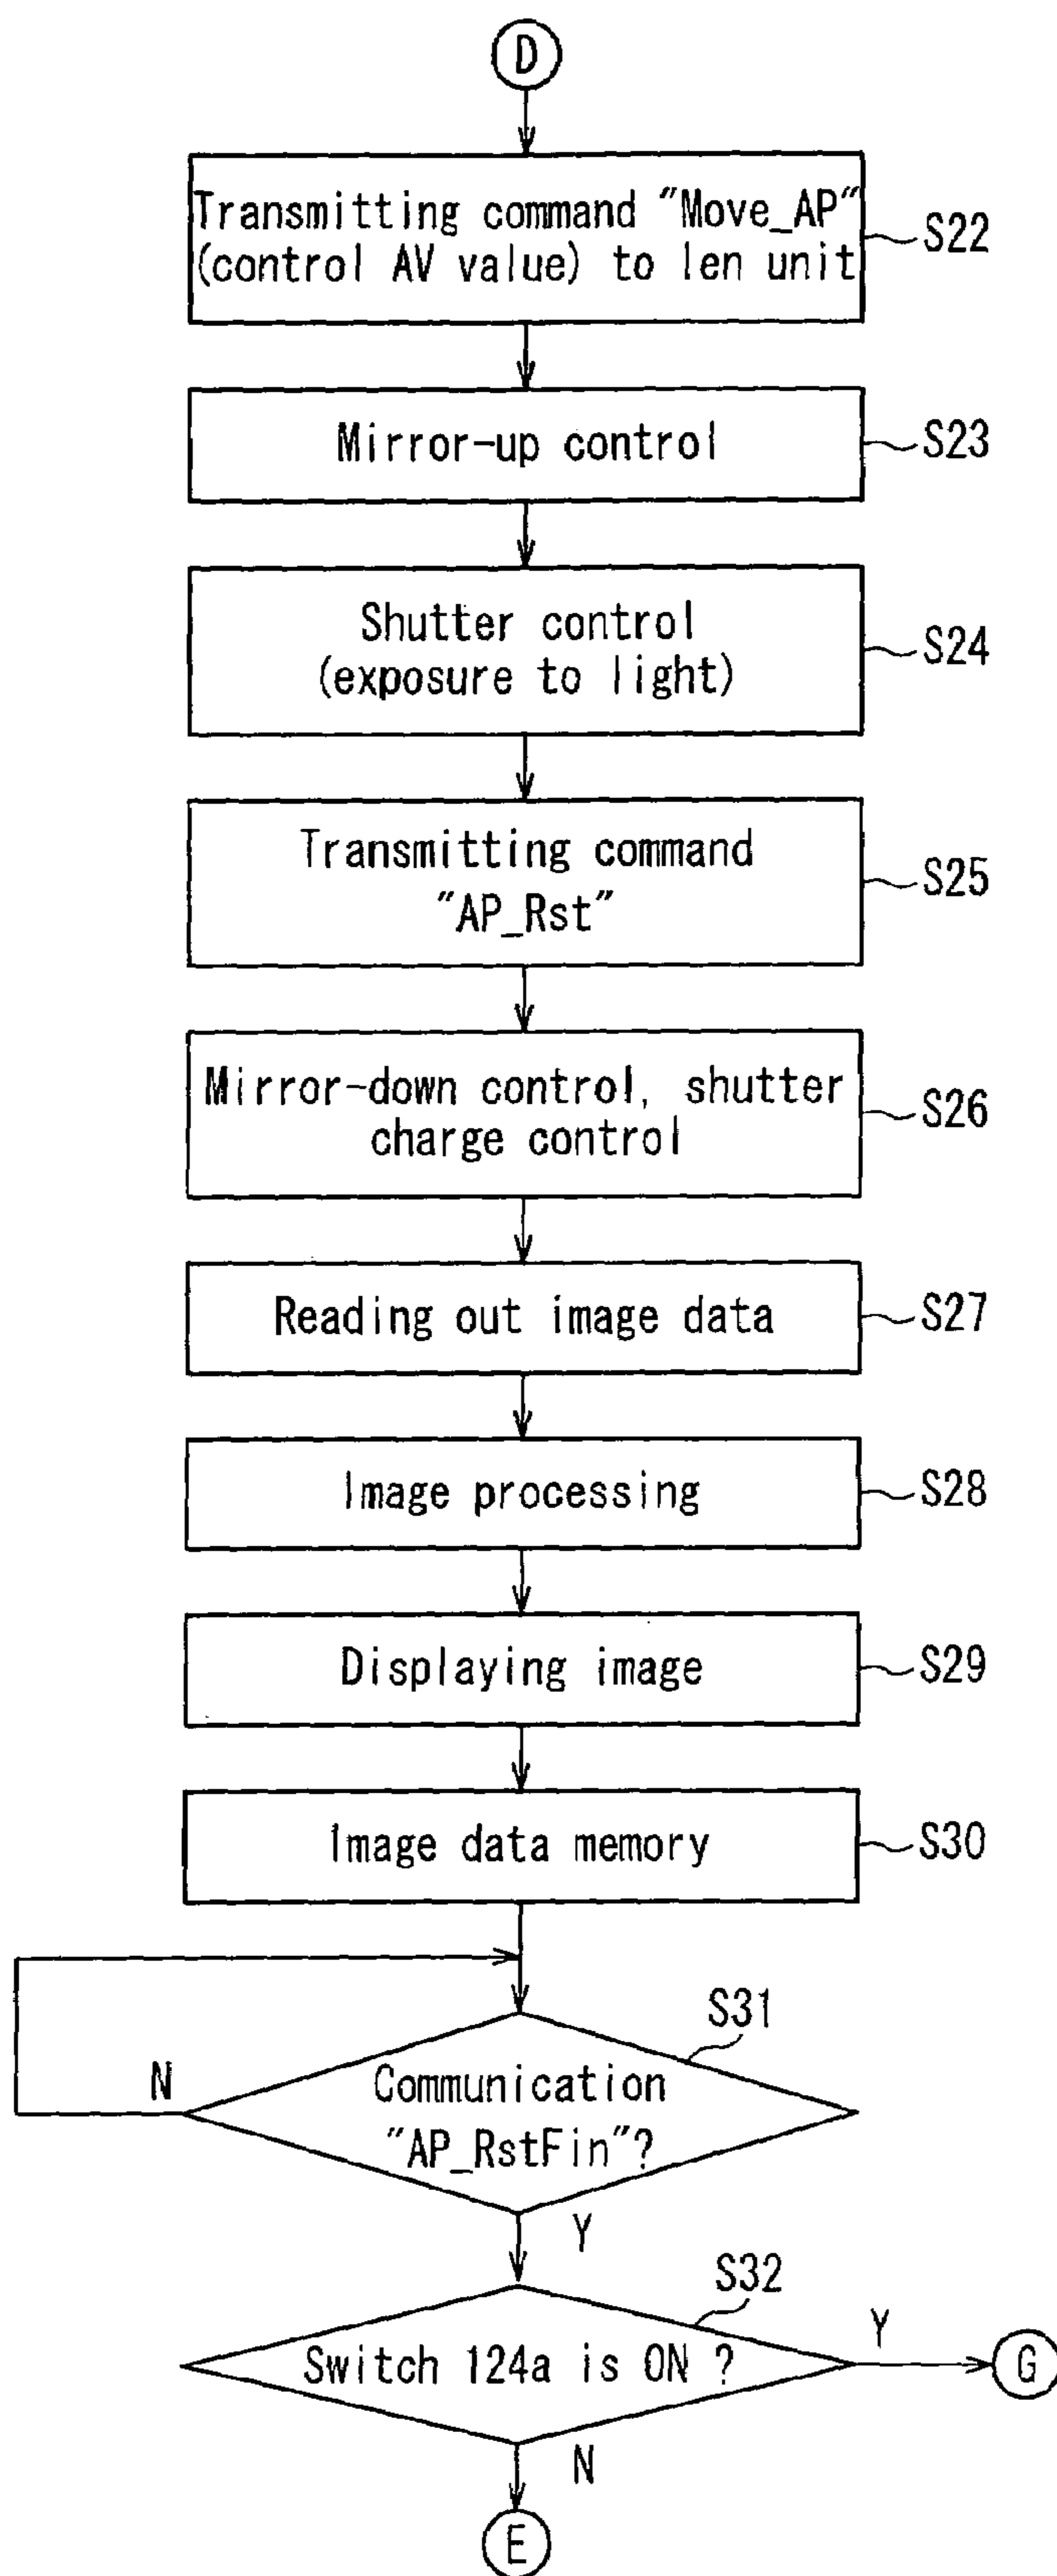 D
Transmitting command "Move_AP"
(control AV value) to len unit
S22
Mirror-up control
S23
Shutter control
(exposure to light)
S24
Transmitting command
"AP_Rst"
S25
Mirror-down control, shutter
charge control
S26
Reading out image data
S27
Image processing
S28
Displaying image
S29
Image data memory
S30
S31
N
Communication
"AP_RstFin"?
Y
S32
Switch 124a is ON ?
Y
G
N
E